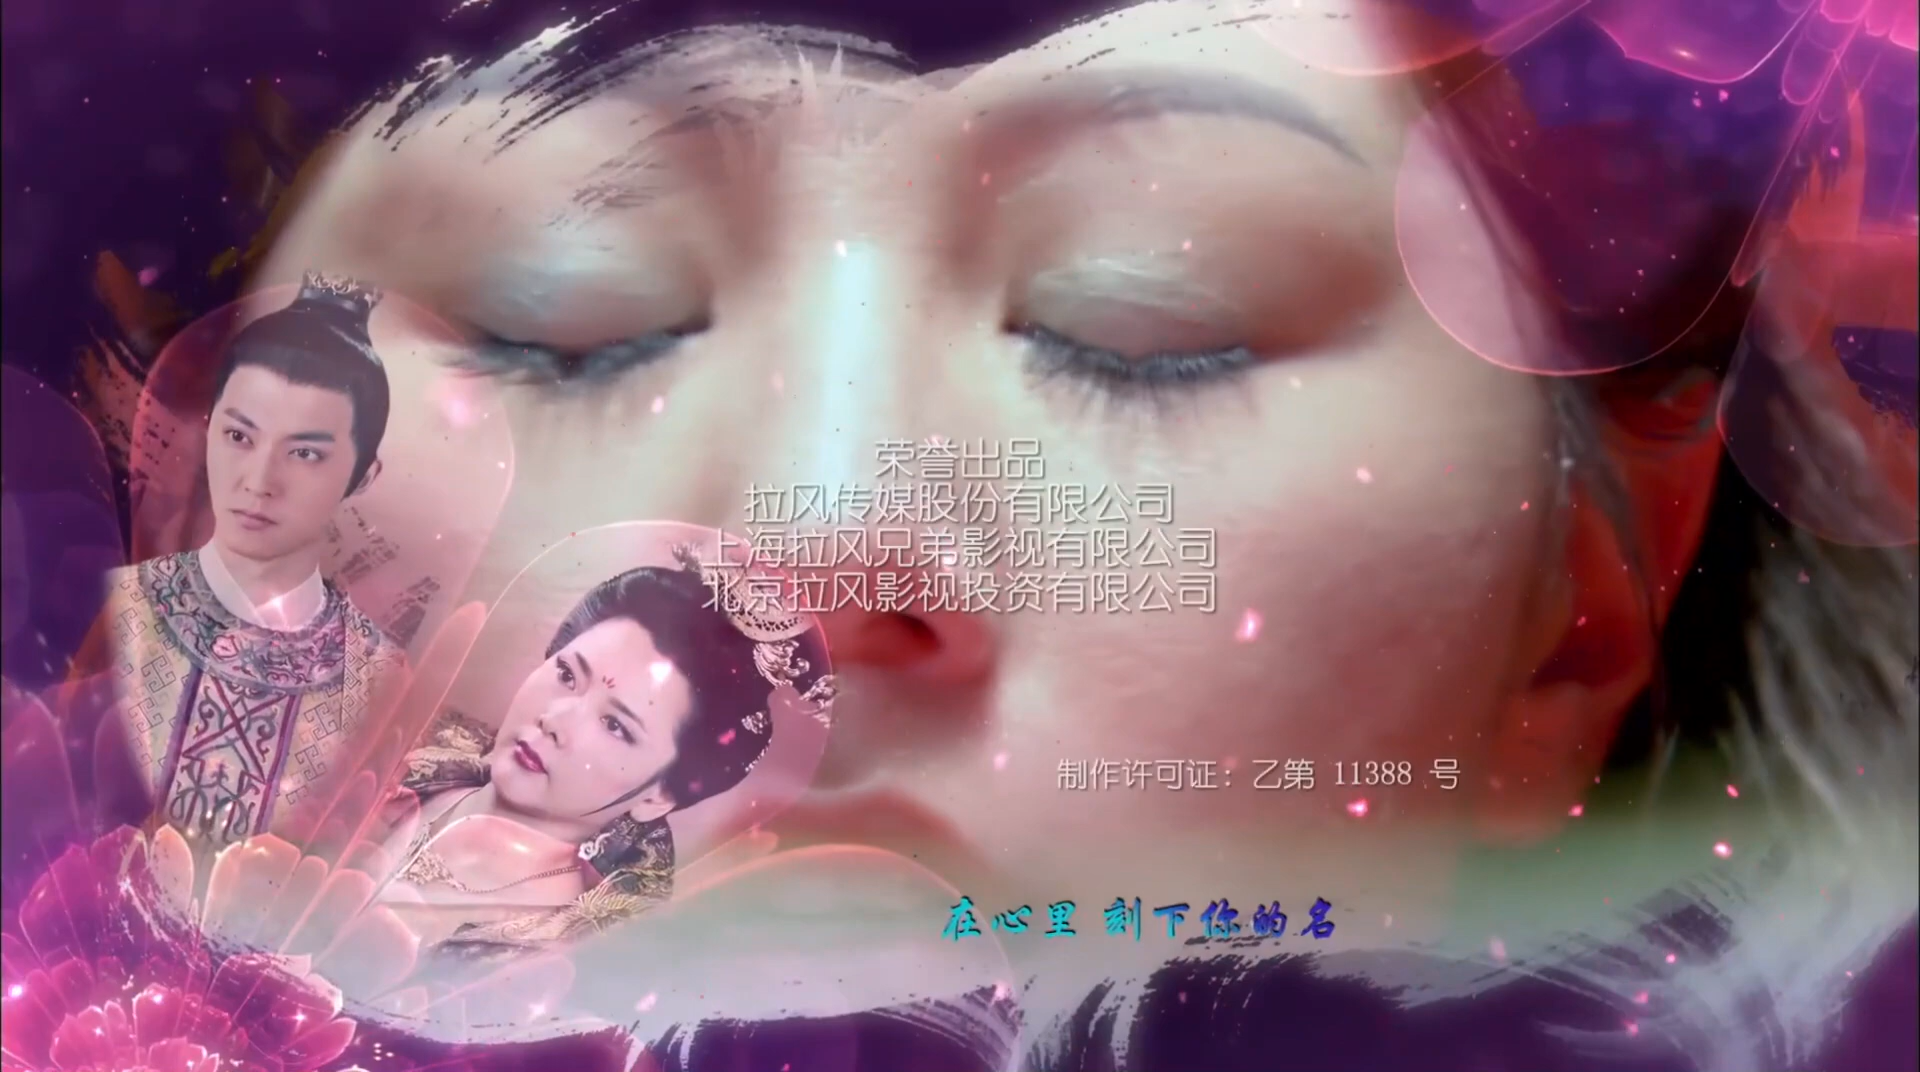 荣誉出品
拉风传媒股份有限公司
上海拉风兄弟影视有限公司
北京拉风影视投资有限公司
制作许可证：乙第 11388 号
在心里 刻下你的名